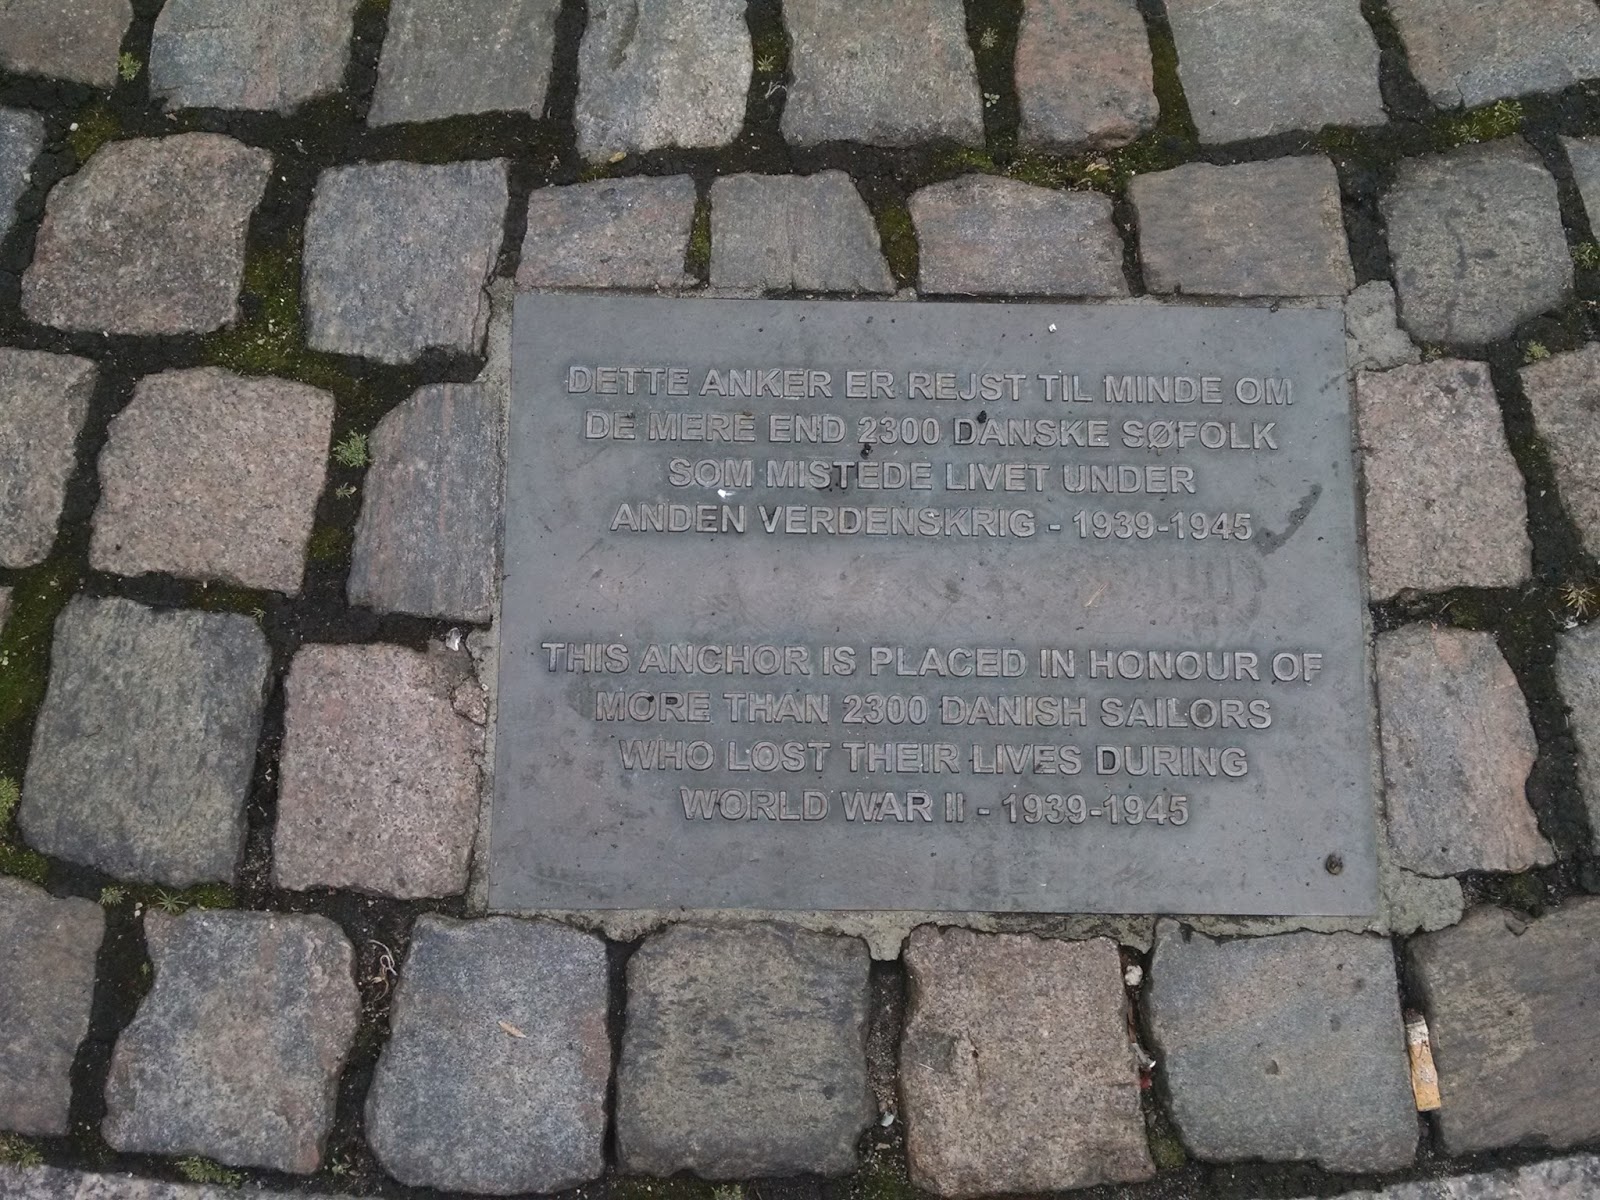 DETTE ANKER ER REJST TIL MINDE OM
DE MERE END 2300 DANSKE SØFOLK
SOM MISTEDE LIVET UNDER
ANDEN VERDENSKRIG - 1939-1945
THIS ANCHOR IS PLACED IN HONOUR OF
MORE THAN 2300 DANISH SAILORS
WHO LOST THEIR LIVES DURING
WORLD WAR II - 1939-1945